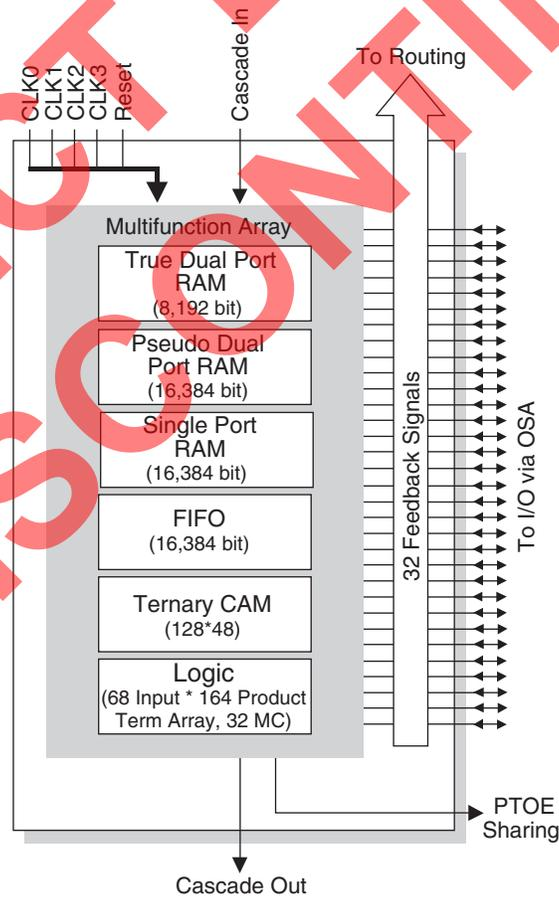 To Routing
CLK0
CLK1
CLK2
CLK3
Reset
Cascade In
Multifunction Array
True Dual Port
RAM
(8,192 bit)
Pseudo Dual
Port RAM
(16,384 bit)
Single Port
RAM
(16,384 bit)
FIFO
(16,384 bit)
Ternary CAM
(128*48)
Logic
(68 Input * 164 Product
Term Array, 32 MC)
32 Feedback Signals
To I/O via OSA
PTOE
Sharing
Cascade Out